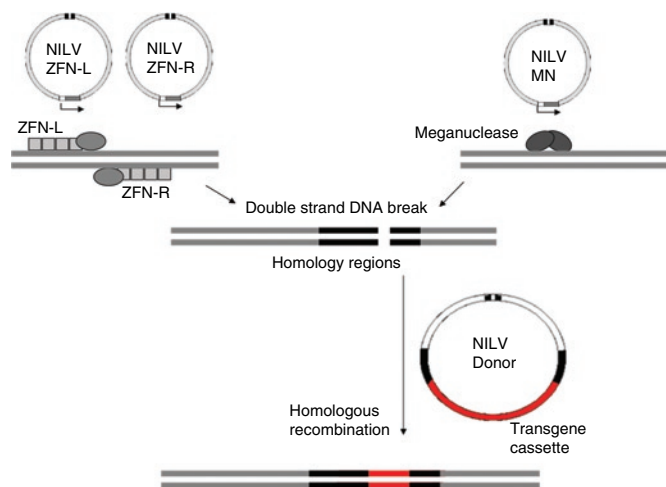 NILV
ZFN-L
NILV
ZFN-R
NILV
MN
ZFN-L
Meganuclease
ZFN-R
Double strand DNA break
Homology regions
NILV
Donor
Homologous
recombination
Transgene
cassette